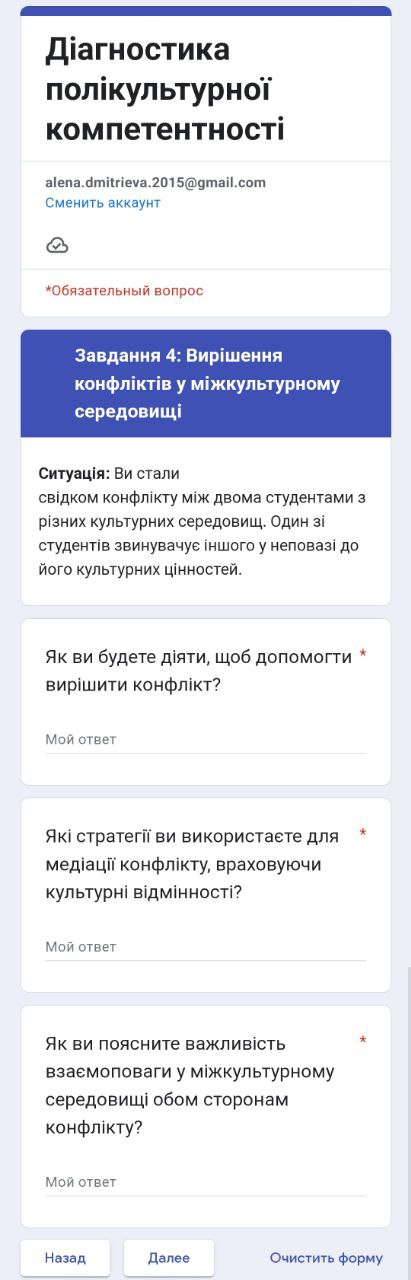 Діагностика
полікультурної
компетентності
alena.dmitrieva.2015@gmail.com
Сменить аккаунт
*Обязательный вопрос
Завдання 4: Вирішення
конфліктів у міжкультурному
середовищі
Ситуація: Ви стали
свідком конфлікту між двома студентами з
різних культурних середовищ. Один зі
студентів звинувачує іншого у неповазі до
його культурних цінностей.
Як ви будете діяти, щоб допомогти *
вирішити конфлікт?
Мой ответ
Які стратегії ви використаєте для *
медіації конфлікту, враховуючи
культурні відмінності?
Мой ответ
Як ви поясните важливість *
взаємоповаги у міжкультурному
середовищі обом сторонам
конфлікту?
Мой ответ
Назад Далее Очистить форму